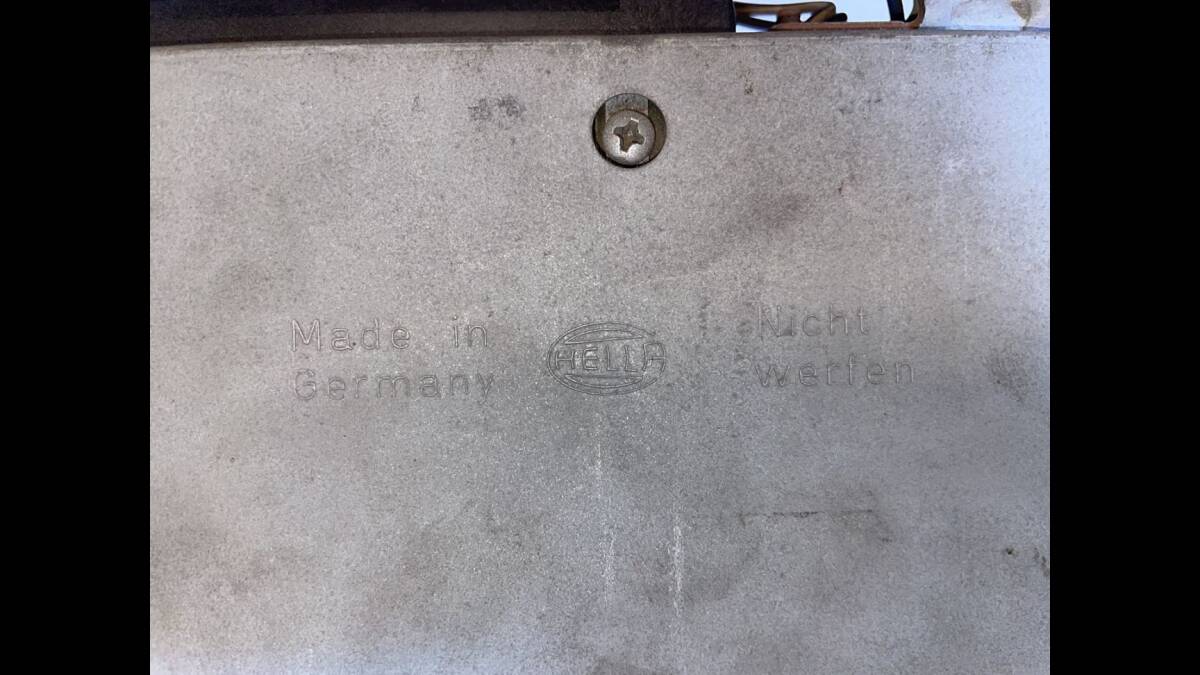 Made in
Germany
HELLA
Nicht
werfen